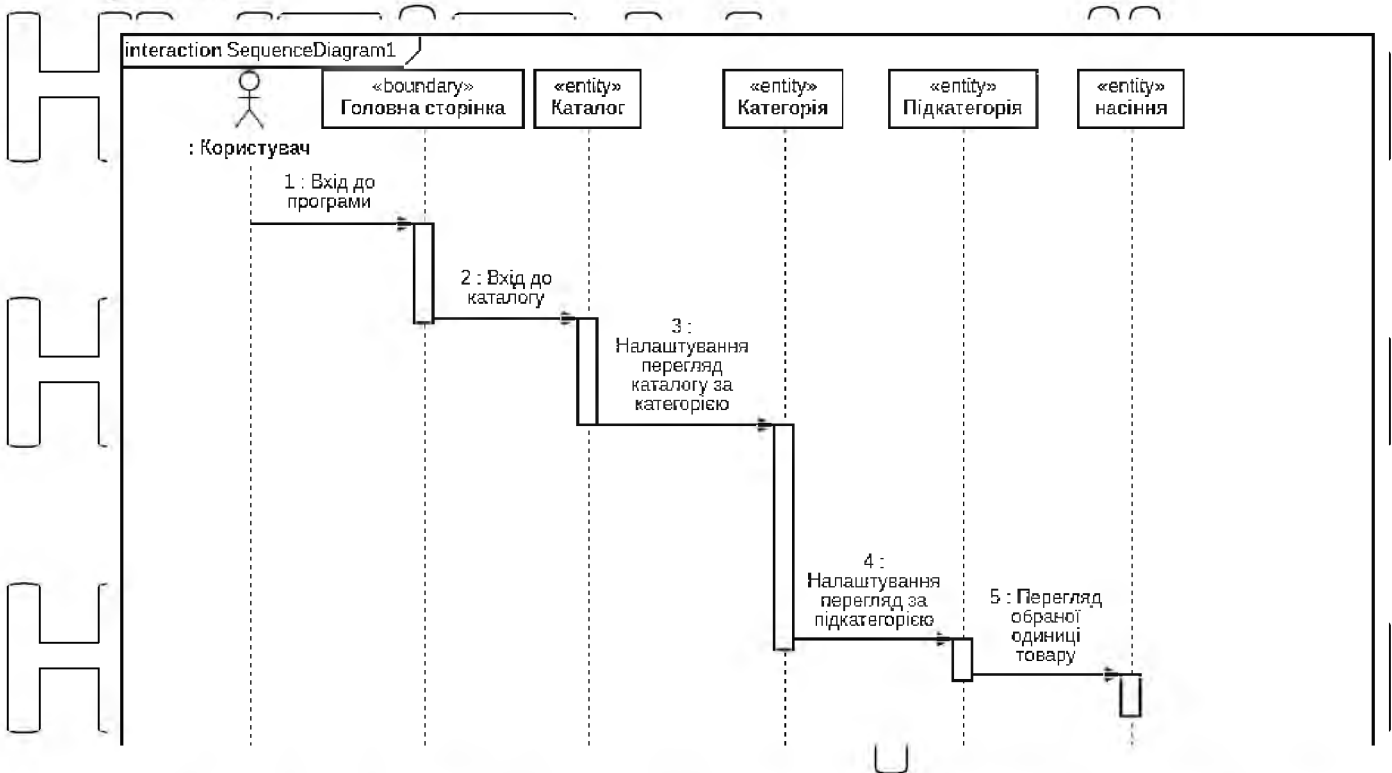 interaction SequenceDiagram1
«boundary»
Головна сторінка
«entity»
Каталог
«entity»
Категорія
«entity»
Підкатегорія
«entity»
насіння
: Користувач
1 : Вхід до
програми
2 : Вхід до
каталогу
3 :
Налаштування
перегляд
каталогу за
категорією
4 :
Налаштування
перегляд за
підкатегорією
5 : Перегляд
обраної
одиниці
товару